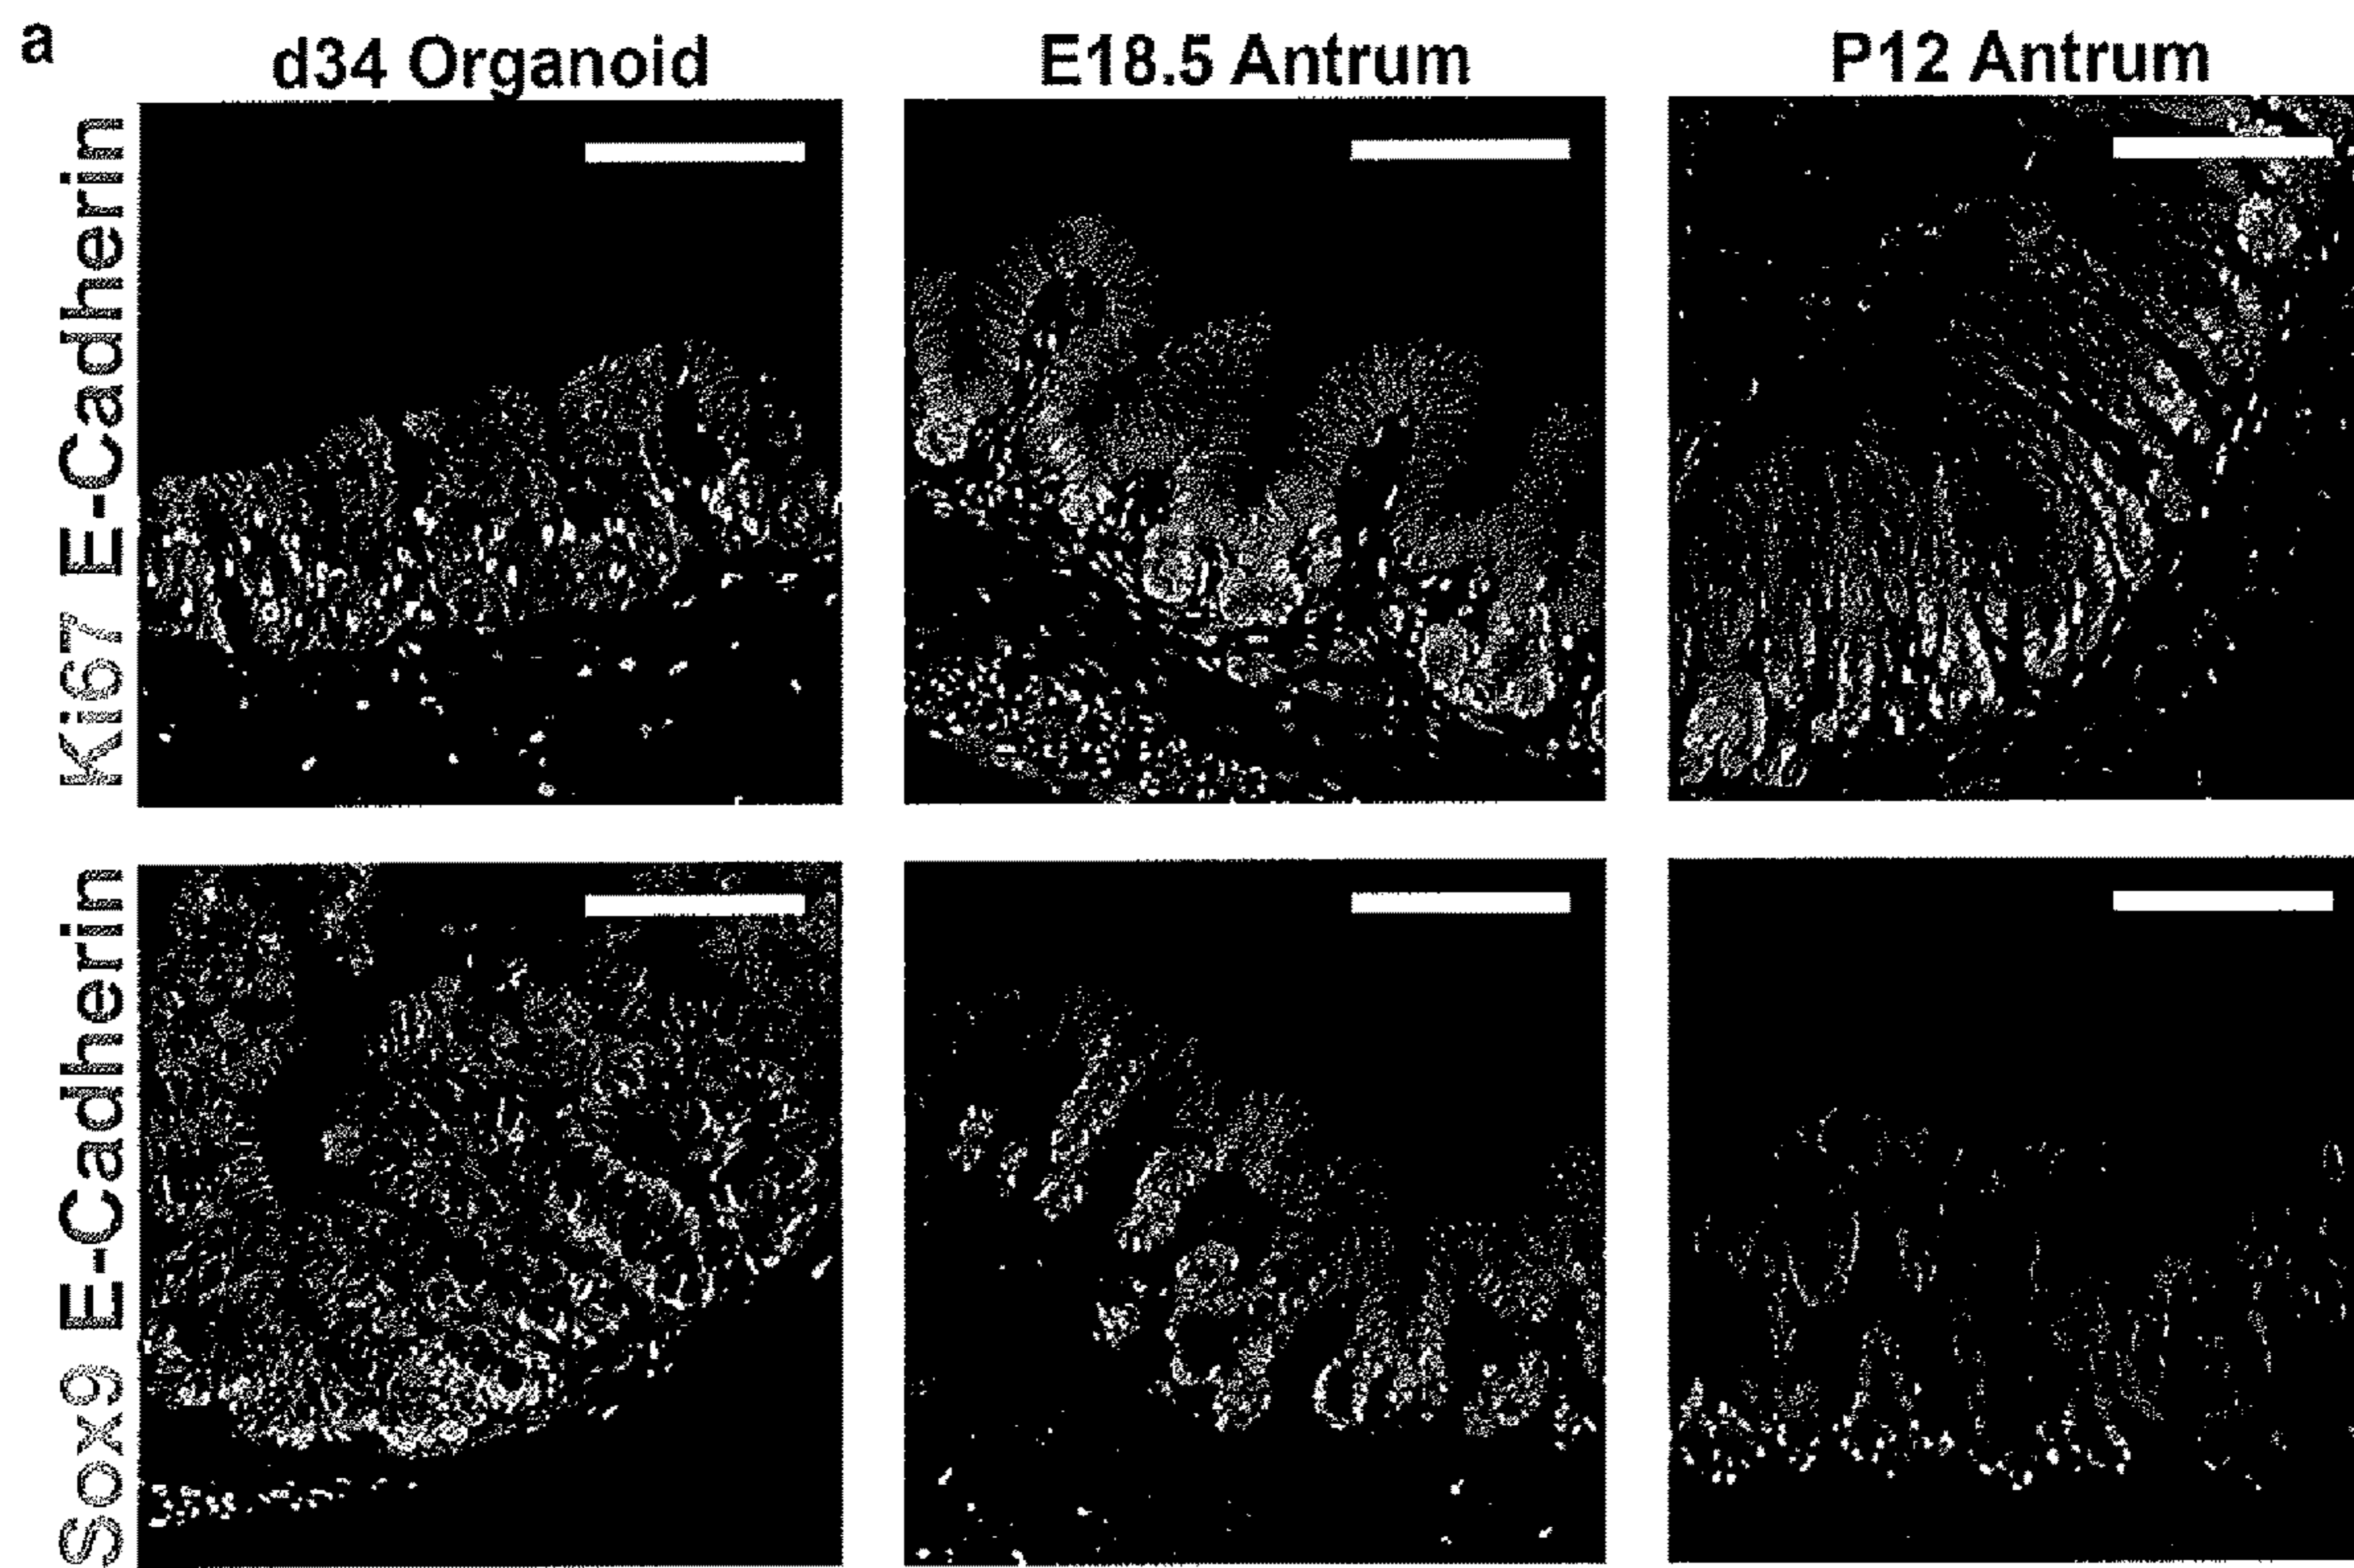 a
d34 Organoid
E18.5 Antrum
P12 Antrum
Ki67 E-Cadherin
Sox9 E-Cadherin